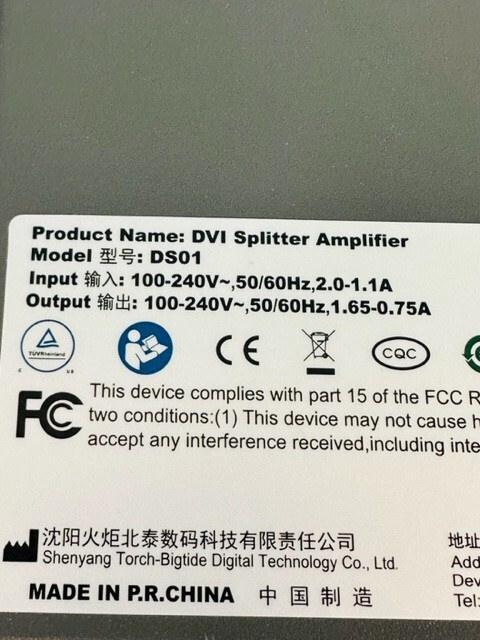 Product Name: DVI Splitter Amplifier
Model 型号: DS01
Input 输入: 100-240V~,50/60Hz,2.0-1.1A
Output 输出: 100-240V~,50/60Hz,1.65-0.75A
TÜVRheinland
CE
CQC
FC
This device complies with part 15 of the FCC R
two conditions:(1) This device may not cause h
accept any interference received,including inte
沈阳火炬北泰数码科技有限责任公司
Shenyang Torch-Bigtide Digital Technology Co., Ltd.
地址
Add
Dev
Tel:
MADE IN P.R.CHINA 中国制造